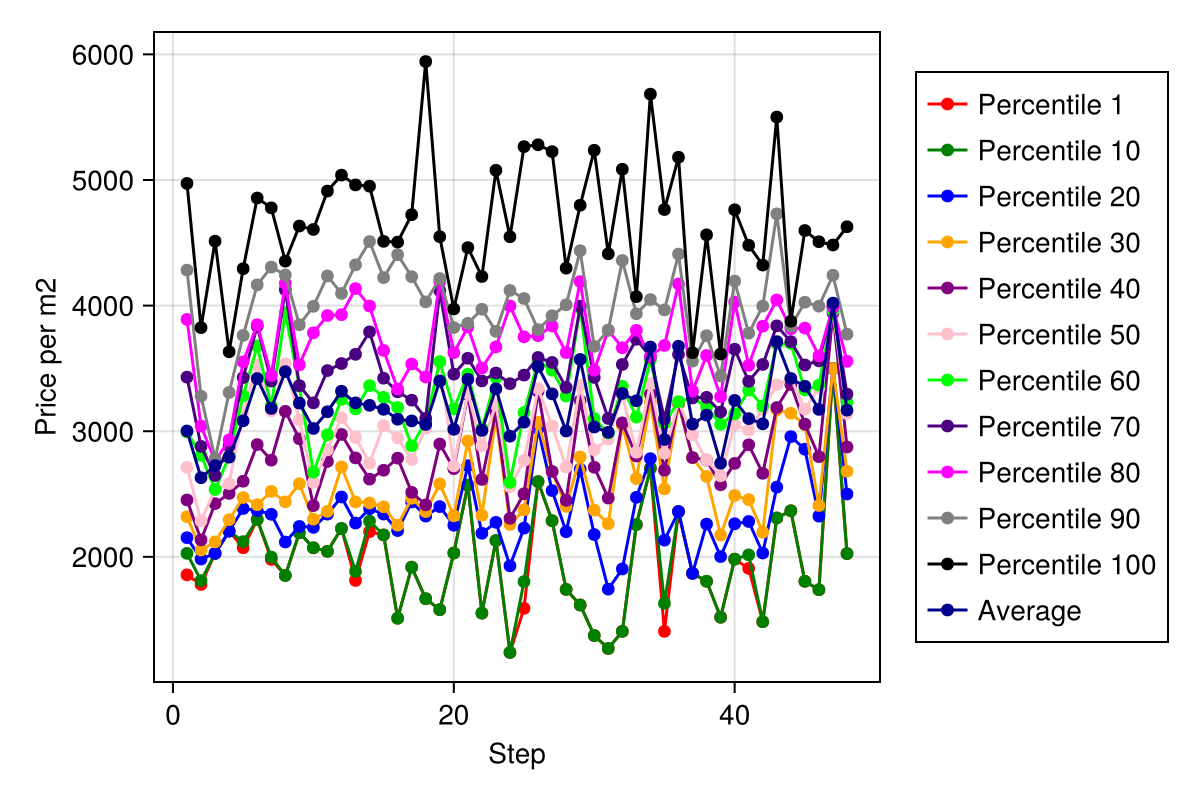 6000
5000
4000
3000
2000
Price per m2
0 20 40
Step
Percentile 1
Percentile 10
Percentile 20
Percentile 30
Percentile 40
Percentile 50
Percentile 60
Percentile 70
Percentile 80
Percentile 90
Percentile 100
Average